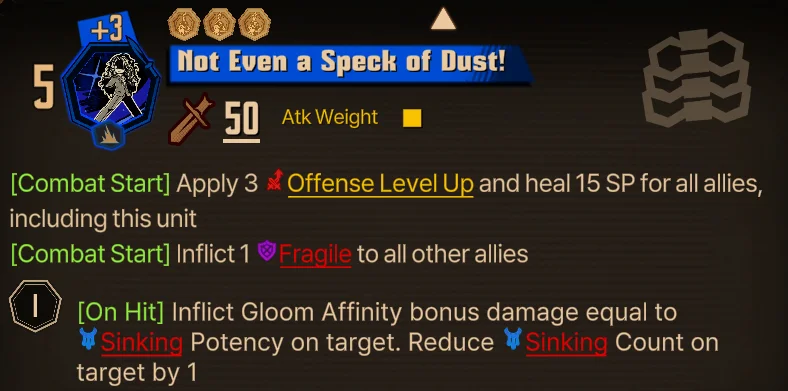 +3
5
Not Even a Speck of Dust!
50 Atk Weight
[Combat Start] Apply 3 Offense Level Up and heal 15 SP for all allies,
including this unit
[Combat Start] Inflict 1 Fragile to all other allies
I
[On Hit] Inflict Gloom Affinity bonus damage equal to
Sinking Potency on target. Reduce Sinking Count on
target by 1